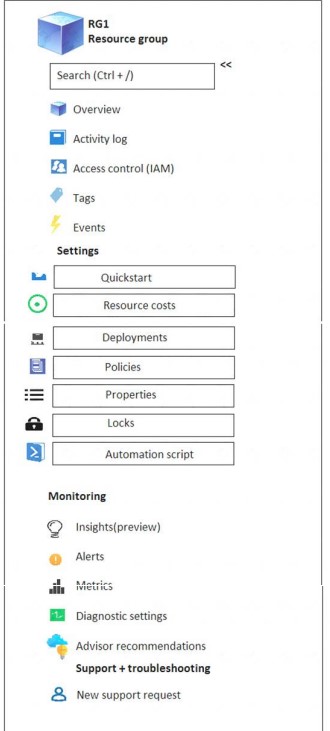 RG1
Resource group
<<
Search (Ctrl + /)
Overview
Activity log
Access control (IAM)
Tags
Events
Settings
Quickstart
Resource costs
Deployments
Policies
Properties
Locks
Automation script
Monitoring
Insights(preview)
Alerts
Metrics
Diagnostic settings
Advisor recommendations
Support + troubleshooting
New support request